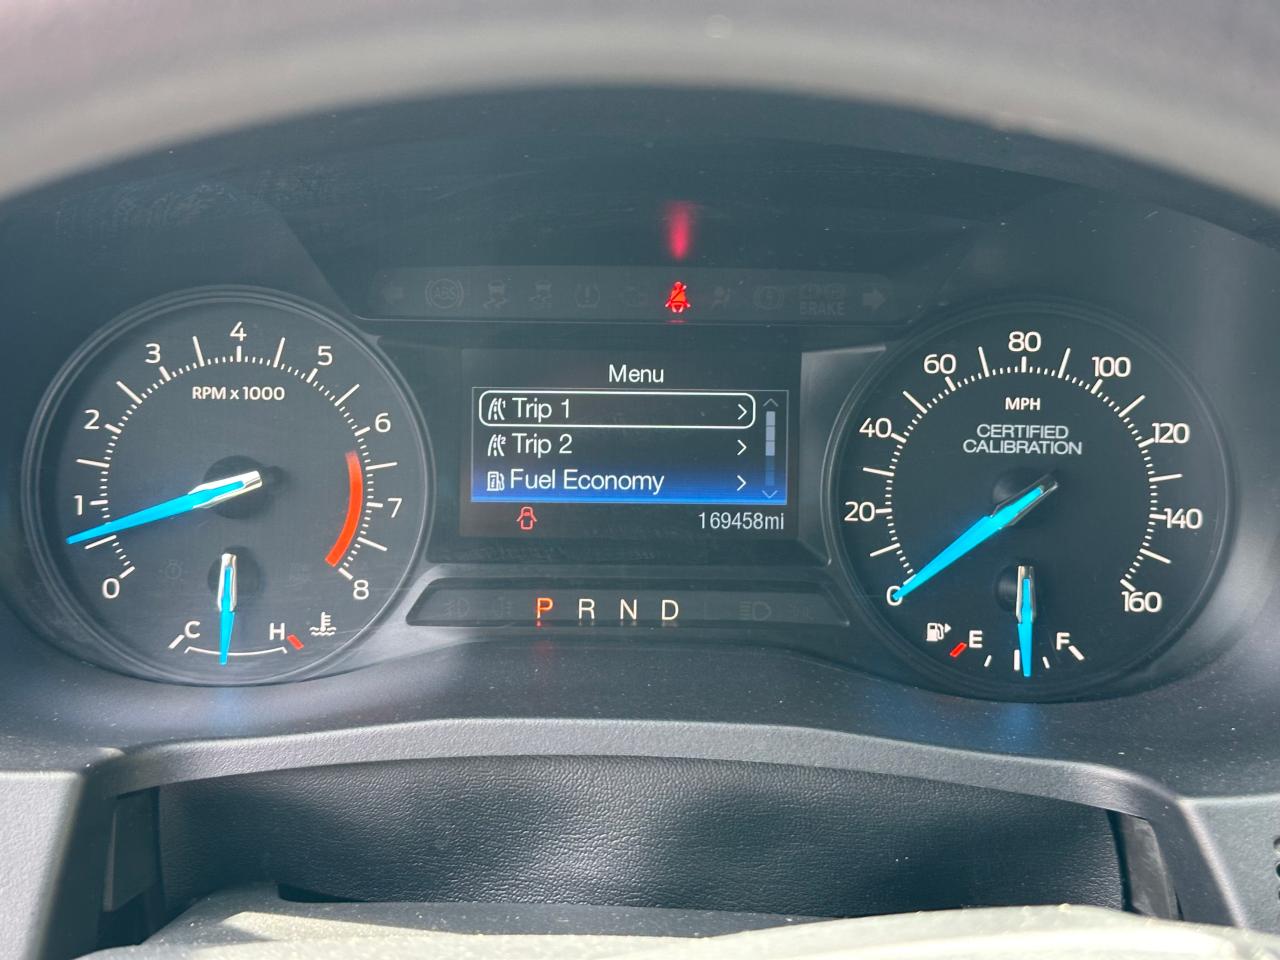 ABS
BRAKE
4
3
5
2
6
1
7
0
8
RPM x 1000
C
H
Menu
Trip 1
Trip 2
Fuel Economy
169458mi
P R N D
80
60
100
40
120
20
140
0
160
MPH
CERTIFIED
CALIBRATION
E
F